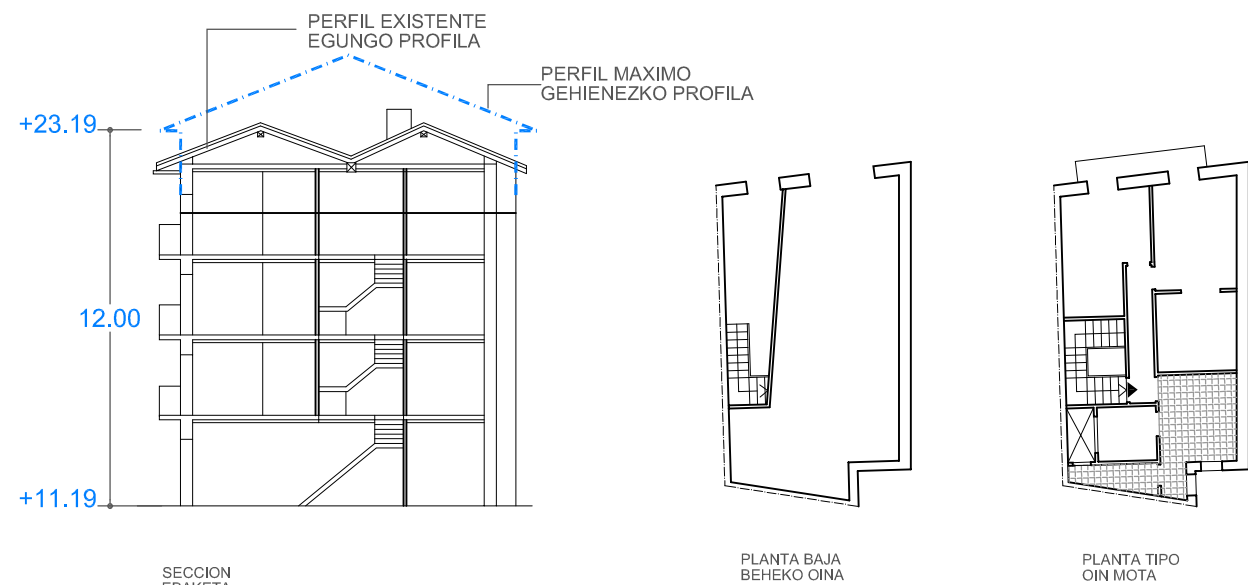 PERFIL EXISTENTE
EGUNGO PROFILA
PERFIL MAXIMO
GEHIENEZKO PROFILA
+23.19
12.00
+11.19
SECCION
EBAKETA
PLANTA BAJA
BEHEKO OINA
PLANTA TIPO
OIN MOTA